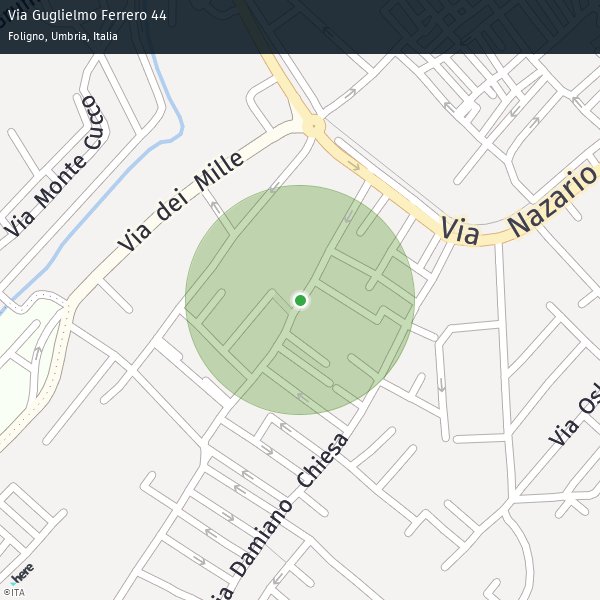 Via Guglielmo Ferrero 44
Foligno, Umbria, Italia
Via Monte Cucco
Via dei Mille
Via Nazario
Via Osl
Via Damiano Chiesa
here
©ITA